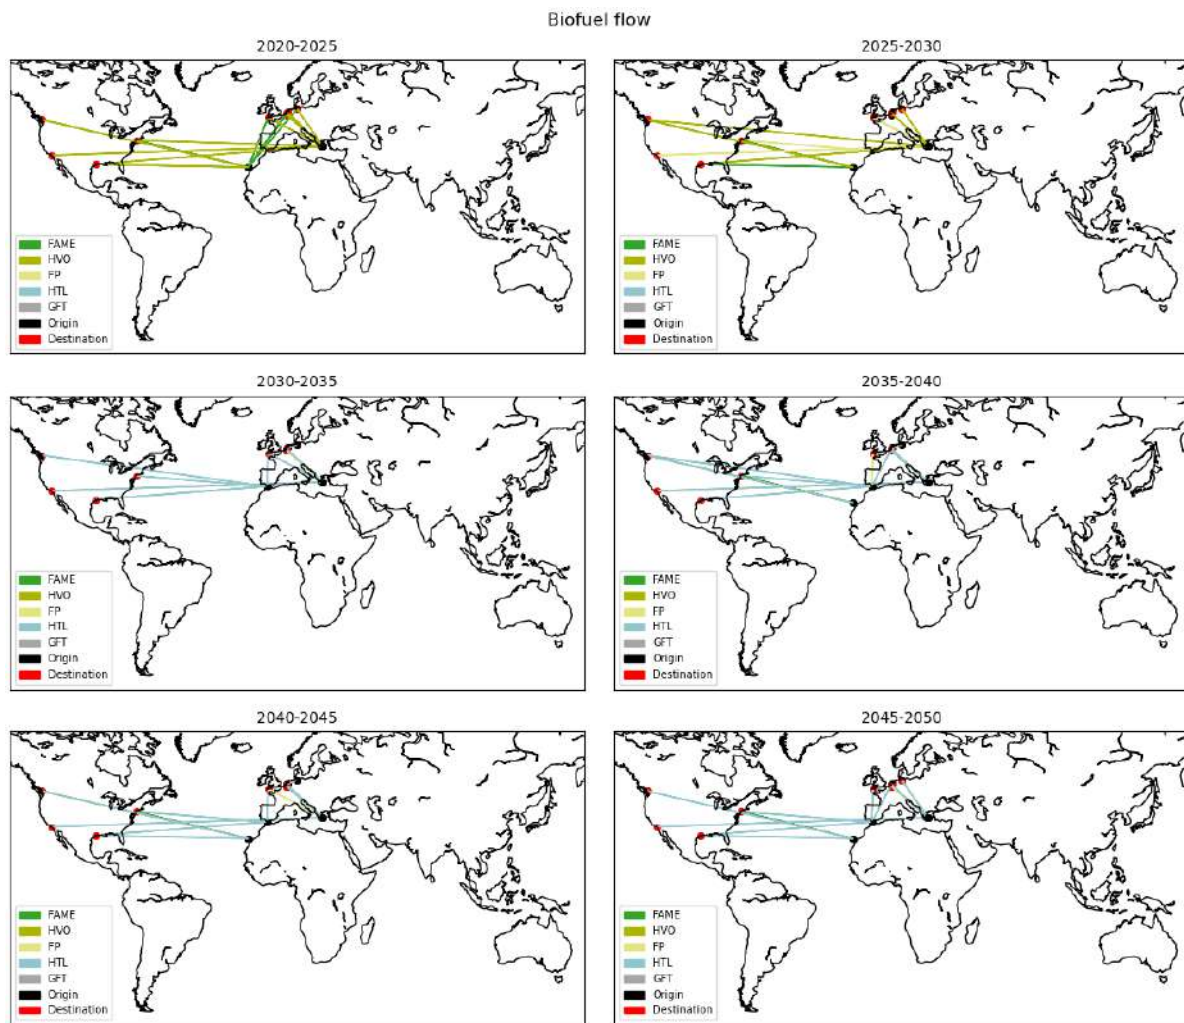 Biofuel flow
2020-2025
2025-2030
FAME
HVO
FP
HTL
GFT
Origin
Destination
FAME
HVO
FP
HTL
GFT
Origin
Destination
2030-2035
2035-2040
FAME
HVO
FP
HTL
GFT
Origin
Destination
FAME
HVO
FP
HTL
GFT
Origin
Destination
2040-2045
2045-2050
FAME
HVO
FP
HTL
GFT
Origin
Destination
FAME
HVO
FP
HTL
GFT
Origin
Destination